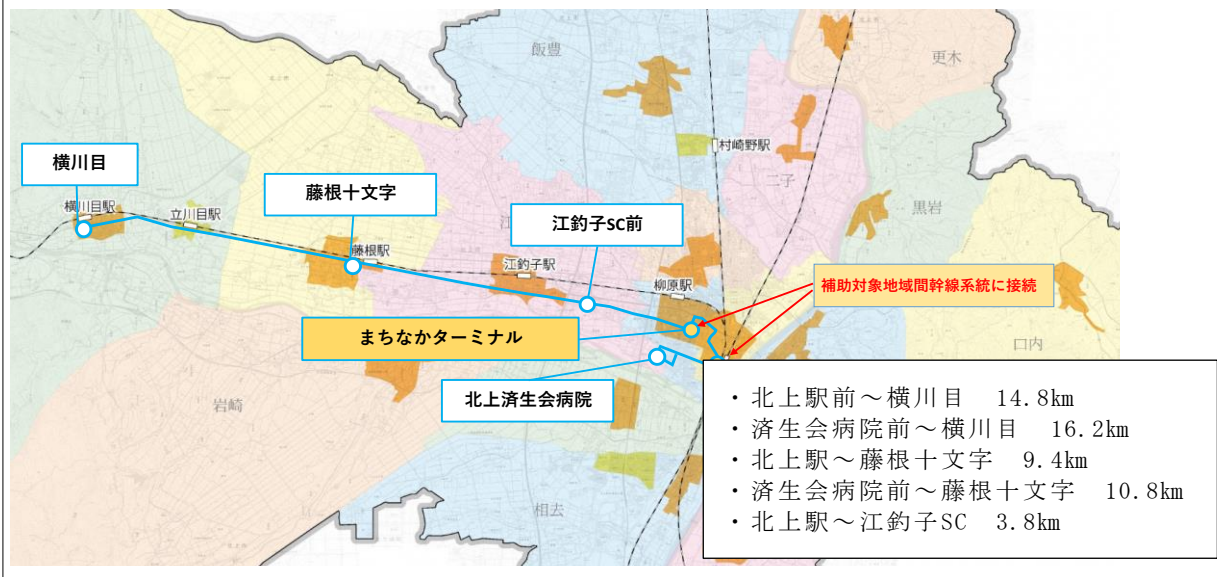 飯豊
更木
村崎野駅
横川目
二子
藤根十文字
横川目駅
立川目駅
黒岩
江釣子SC前
江
藤根駅
江釣子駅
柳原駅
補助対象地域間幹線系統に接続
まちなかターミナル
口内
北上済生会病院
岩崎
・北上駅前～横川目 14.8km
・済生会病院前～横川目 16.2km
・北上駅～藤根十文字 9.4km
・済生会病院前～藤根十文字 10.8km
・北上駅～江釣子SC 3.8km
相去